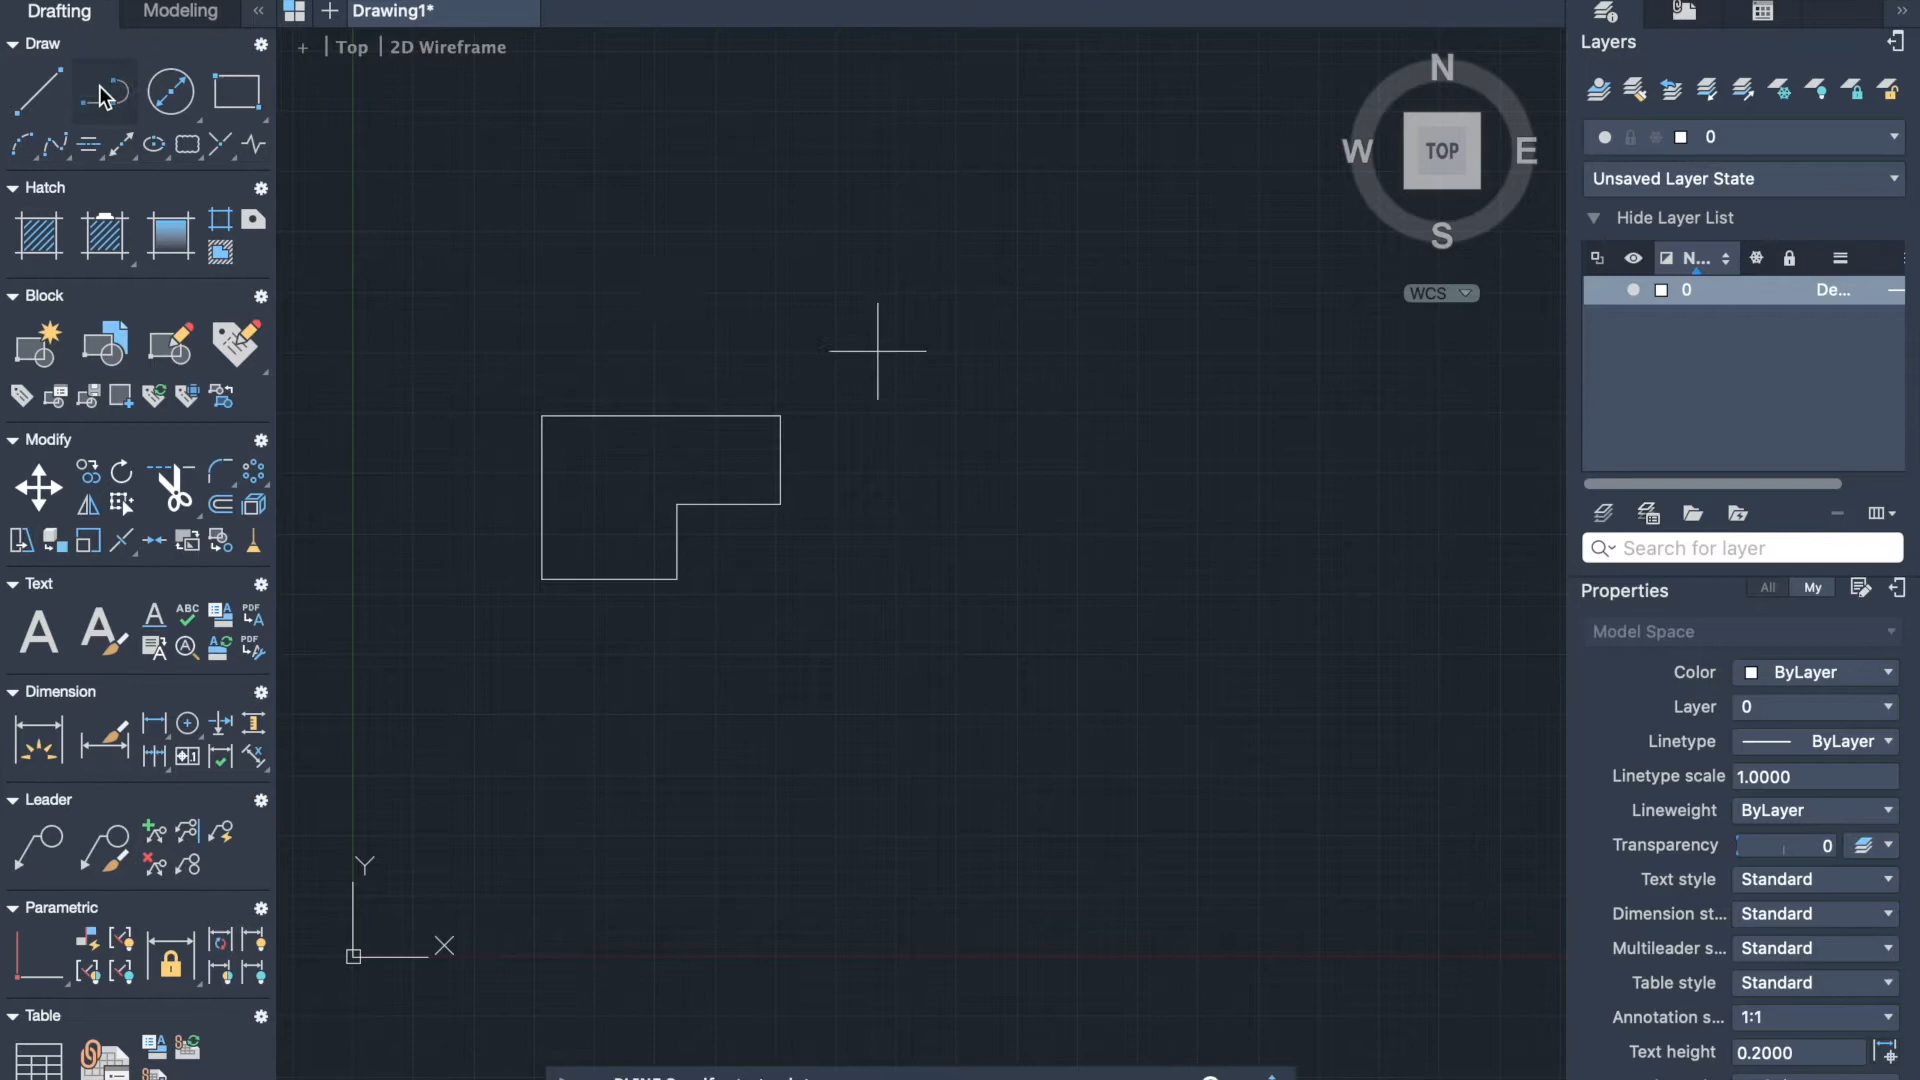 Drafting
Modeling
Drawing1*
Draw
+ | Top | 2D Wireframe
N
W
TOP
E
S
WCS
Hatch
Block
Modify
Text
A
A
A
ABC
PDF
A
PDF
Dimension
Leader
Parametric
Table
Y
X
Layers
0
Unsaved Layer State
Hide Layer List
N...
0
De...
Search for layer
Properties
All
My
Model Space
Color
ByLayer
Layer
0
Linetype
ByLayer
Linetype scale
1.0000
Lineweight
ByLayer
Transparency
0
Text style
Standard
Dimension st...
Standard
Multileader s...
Standard
Table style
Standard
Annotation s...
1:1
Text height
0.2000